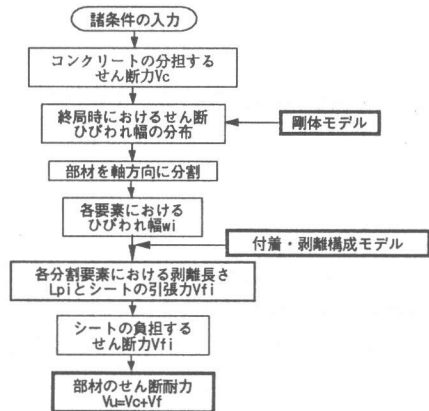 諸条件の入力
コンクリートの分担する
せん断力Vc
終局時におけるせん断
ひびわれ幅の分布
剛体モデル
部材を軸方向に分割
各要素における
ひびわれ幅wi
付着・剥離構成モデル
各分割要素における剥離長さ
Lpiとシートの引張力Vfi
シートの負担する
せん断力Vfi
部材のせん断耐力
Vu=Vc+Vf